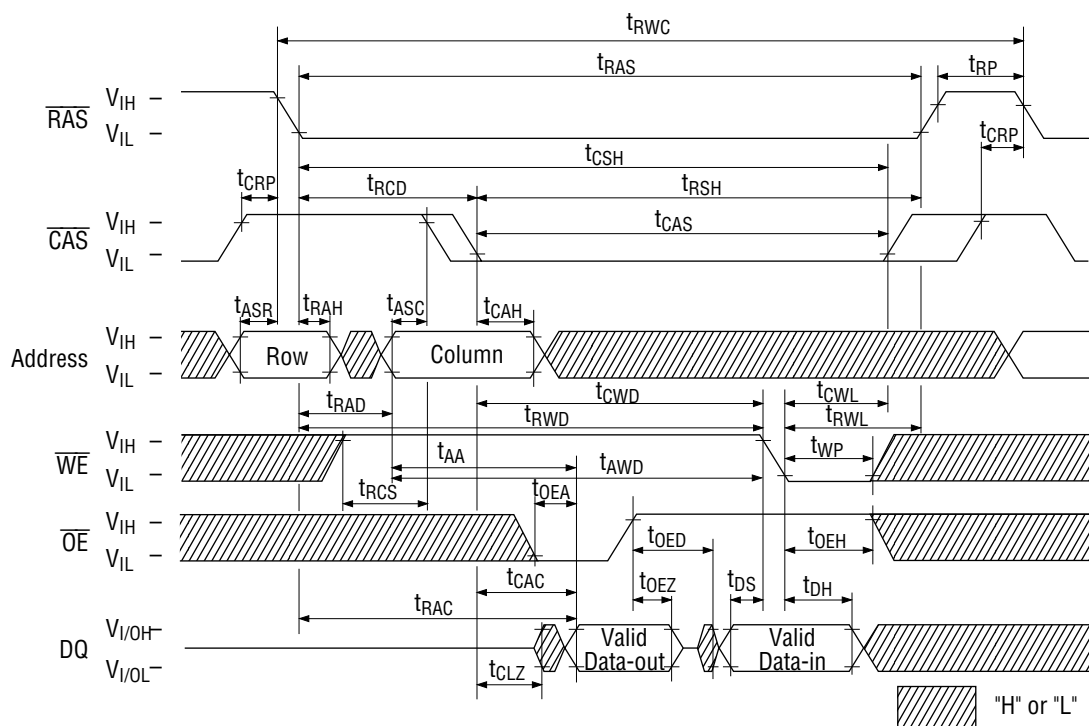 tRWC
tRAS
tRP
RAS
VIH –
VIL –
tCRP
tCSH
tCRP
tRCD
tRSH
CAS
VIH –
VIL –
tCAS
tASR
tRAH
tASC
tCAH
Address
VIH –
VIL –
Row
Column
tCWD
tCWL
tRAD
tRWD
tRWL
WE
VIH –
VIL –
tAA
tAWD
tWP
tRCS
tOEA
OE
VIH –
VIL –
tOED
tOEH
tCAC
tOEZ
tDS
tDH
tRAC
DQ
VI/OH –
VI/OL –
Valid
Data-out
Valid
Data-in
tCLZ
"H" or "L"